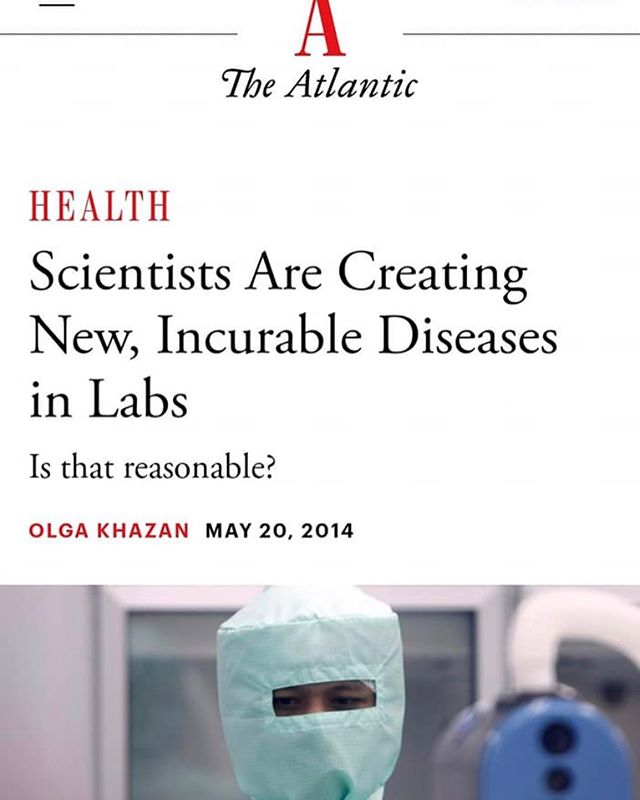 A
The Atlantic
HEALTH
Scientists Are Creating
New, Incurable Diseases
in Labs
Is that reasonable?
OLGA KHAZAN MAY 20, 2014